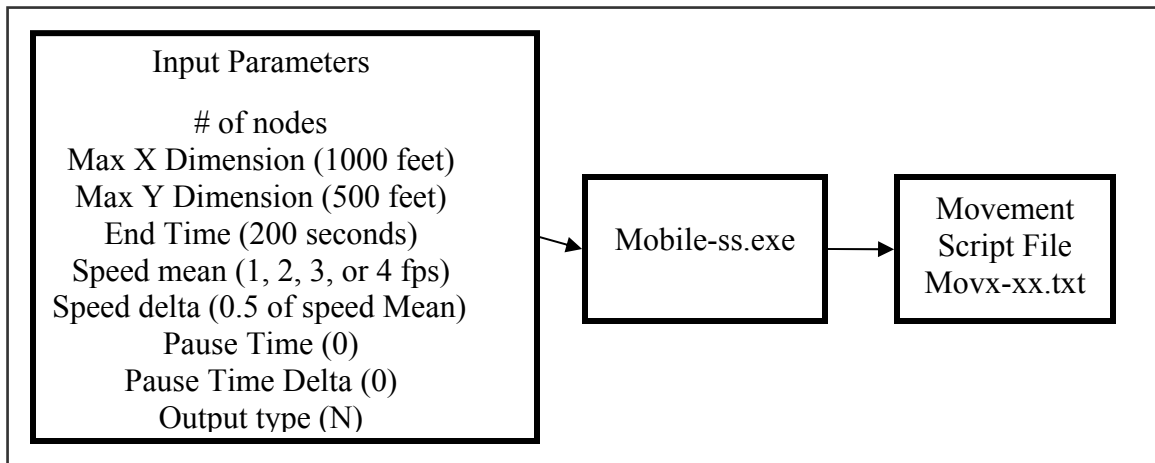 Input Parameters
# of nodes
Max X Dimension (1000 feet)
Max Y Dimension (500 feet)
End Time (200 seconds)
Speed mean (1, 2, 3, or 4 fps)
Speed delta (0.5 of speed Mean)
Pause Time (0)
Pause Time Delta (0)
Output type (N)
Mobile-ss.exe
Movement
Script File
Movx-xx.txt